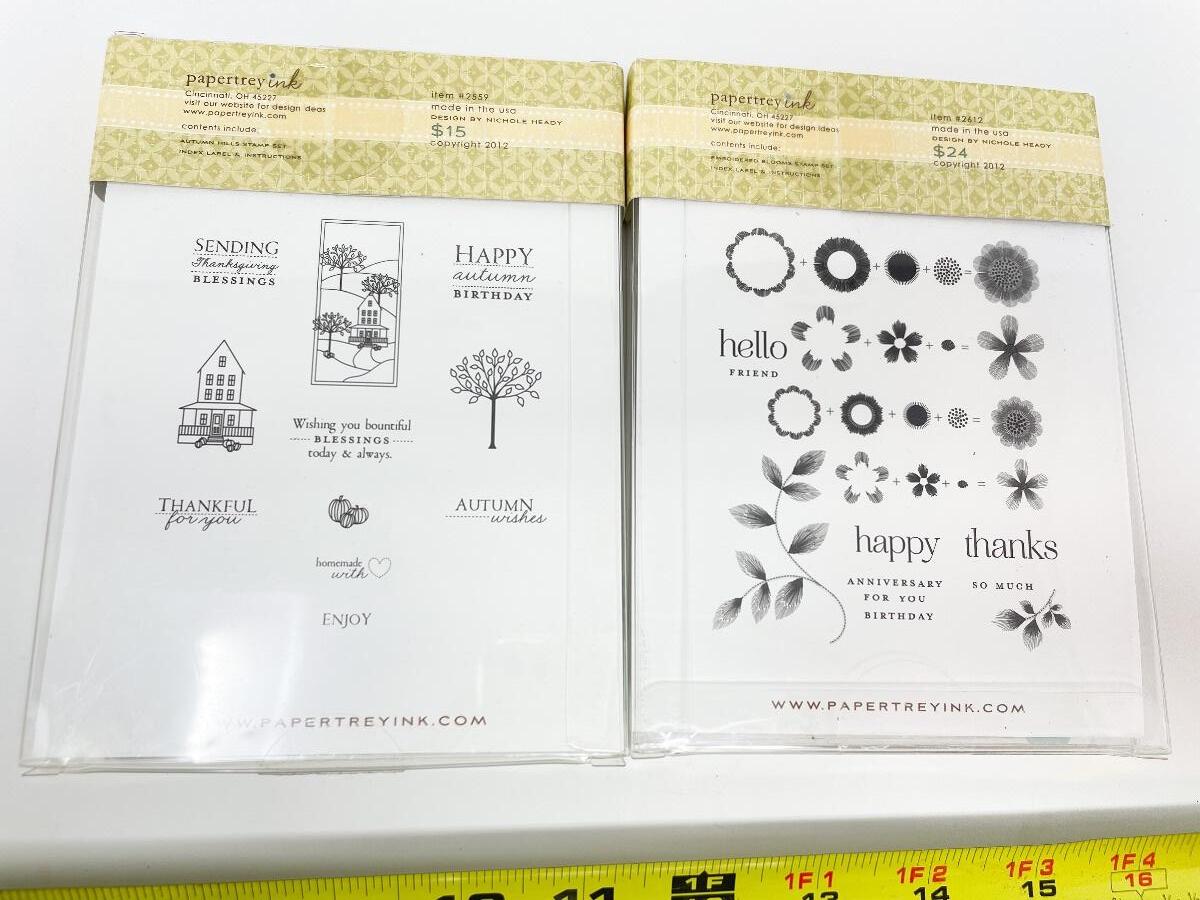 papertrey ink
Cincinnati, OH 45227
visit our website for design ideas
www.papertreyink.com
contents include:
AUTUMN HILLS STAMP SET
INDEX LABEL & INSTRUCTIONS
item #2559
made in the usa
DESIGN BY NICHOLE HEADY
$15
copyright 2012
SENDING
Thanksgiving
BLESSINGS
HAPPY
autumn
BIRTHDAY
Wishing you bountiful
BLESSINGS
today & always.
THANKFUL
for you
AUTUMN
wishes
homemade
with
ENJOY
WWW.PAPERTREYINK.COM
papertrey ink
Cincinnati, OH 45227
visit our website for design ideas
www.papertreyink.com
contents include:
EMBROIDERED BLOOMS STAMP SET
INDEX LABEL & INSTRUCTIONS
item #2612
made in the usa
DESIGN BY NICHOLE HEADY
$24
copyright 2012
+ + + =
hello
FRIEND
+ + =
+ + + =
+ + =
happy
ANNIVERSARY
FOR YOU
BIRTHDAY
thanks
SO MUCH
WWW.PAPERTREYINK.COM
1F 1F1 1F2 1F3 1F4
11 13 14 15 16